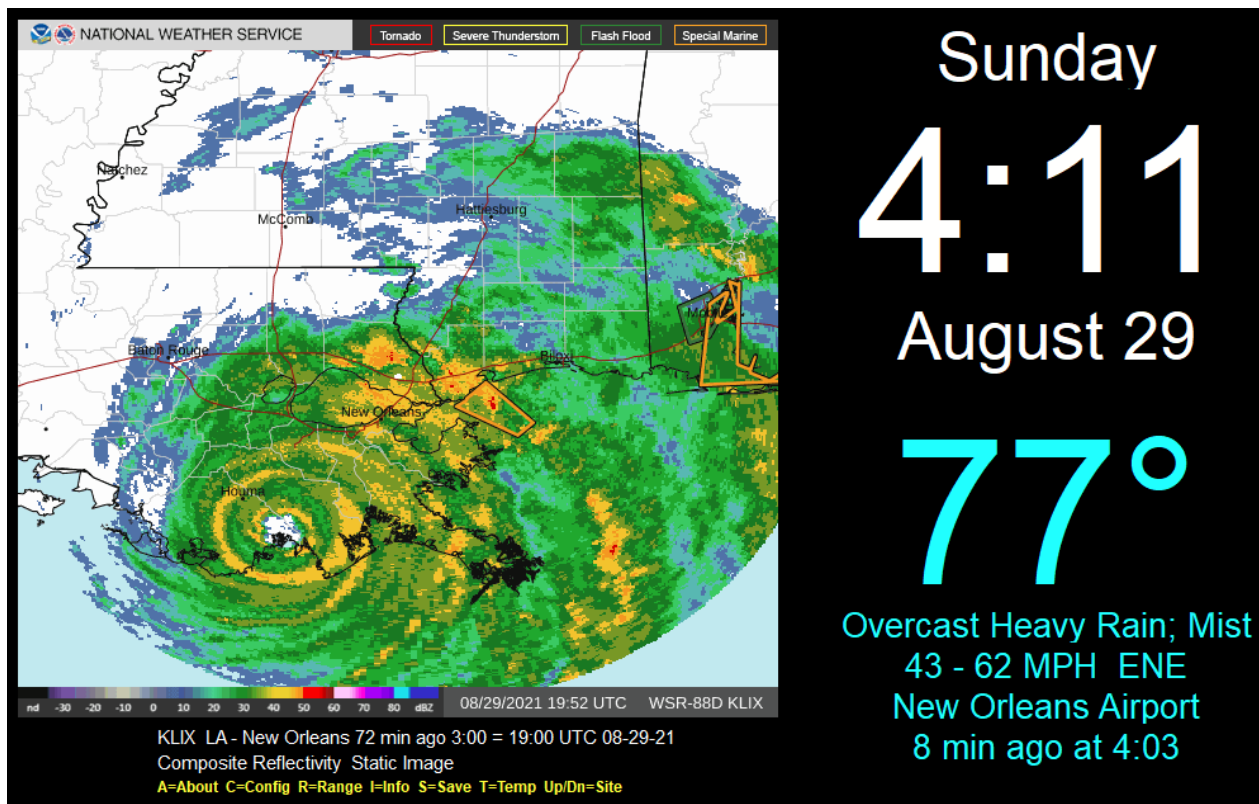 NATIONAL WEATHER SERVICE
Tornado
Severe Thunderstom
Flash Flood
Special Marine
Natchez
McComb
Hattiesburg
Mobile
Baton Rouge
Biloxi
New Orleans
Houma
nd -30 -20 -10 0 10 20 30 40 50 60 70 80 dBZ
08/29/2021 19:52 UTC WSR-88D KLIX
KLIX LA - New Orleans 72 min ago 3:00 = 19:00 UTC 08-29-21
Composite Reflectivity Static Image
A=About C=Config R=Range I=Info S=Save T=Temp Up/Dn=Site
Sunday
4:11
August 29
77°
Overcast Heavy Rain; Mist
43 - 62 MPH ENE
New Orleans Airport
8 min ago at 4:03